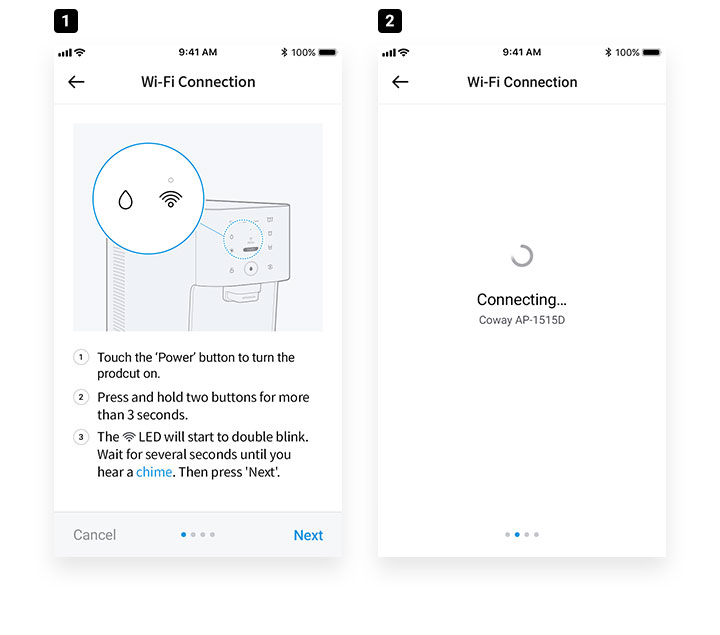 1
9:41 AM
100%
Wi-Fi Connection
1 Touch the 'Power' button to turn the
prodcut on.
2 Press and hold two buttons for more
than 3 seconds.
3 The LED will start to double blink.
Wait for several seconds until you
hear a chime. Then press 'Next'.
Cancel
Next
2
9:41 AM
100%
Wi-Fi Connection
Connecting...
Coway AP-1515D